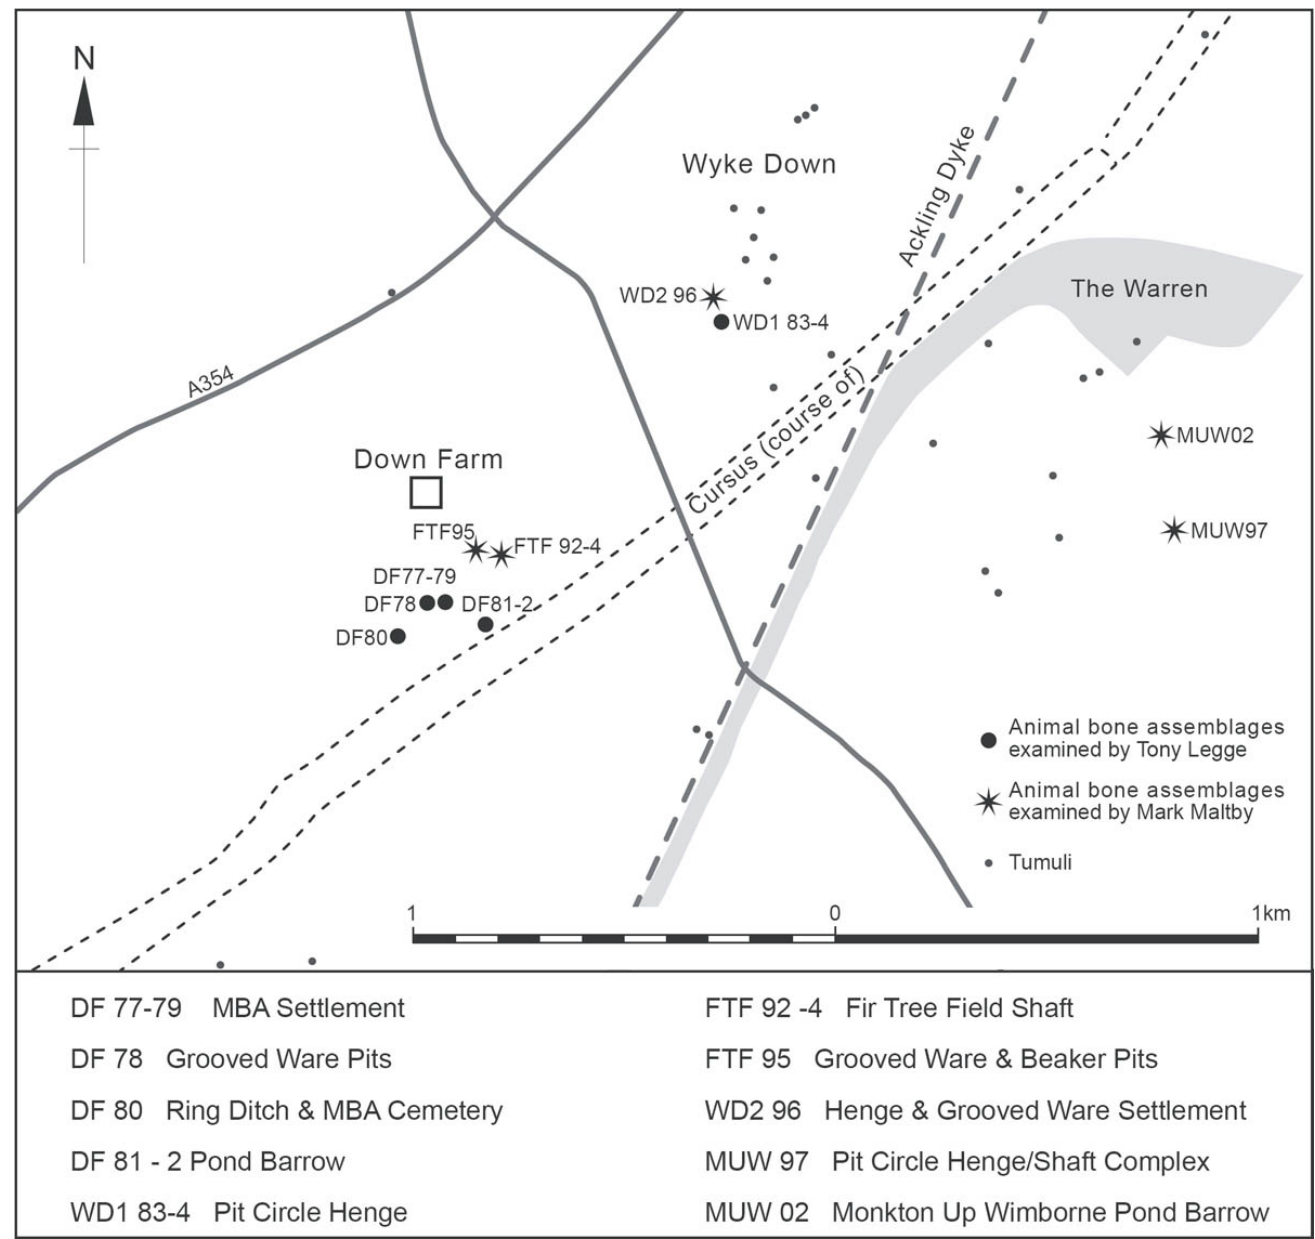 N
Wyke Down
Ackling Dyke
The Warren
WD2 96
WD1 83-4
A354
Cursus (course of)
MUW02
Down Farm
MUW97
FTF95
FTF 92-4
DF77-79
DF78
DF81-2
DF80
Animal bone assemblages
examined by Tony Legge
Animal bone assemblages
examined by Mark Maltby
Tumuli
1 0 1km
DF 77-79 MBA Settlement
DF 78 Grooved Ware Pits
DF 80 Ring Ditch & MBA Cemetery
DF 81 - 2 Pond Barrow
WD1 83-4 Pit Circle Henge
FTF 92 -4 Fir Tree Field Shaft
FTF 95 Grooved Ware & Beaker Pits
WD2 96 Henge & Grooved Ware Settlement
MUW 97 Pit Circle Henge/Shaft Complex
MUW 02 Monkton Up Wimborne Pond Barrow